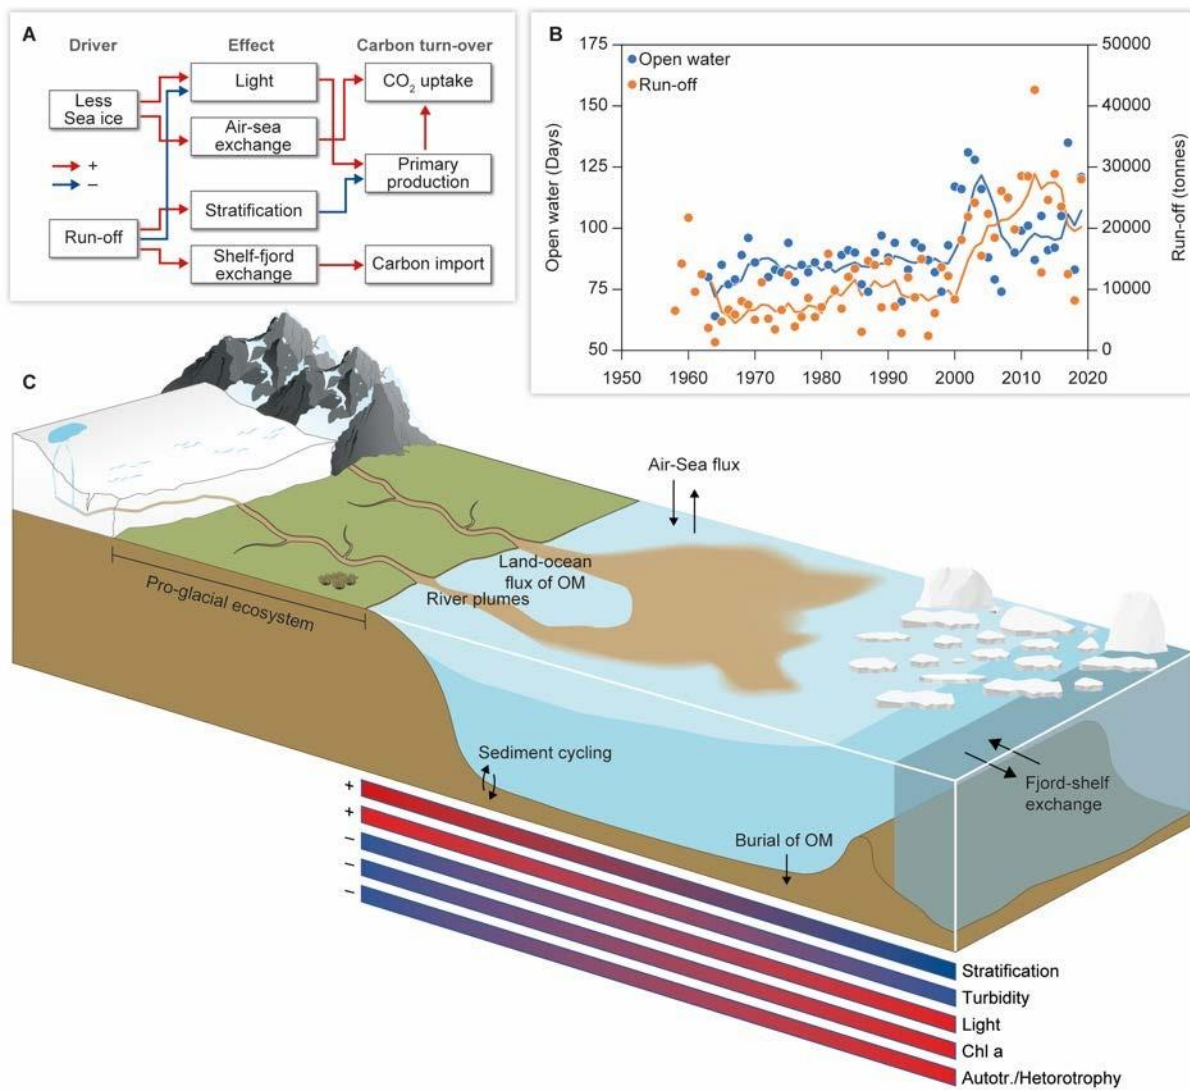 A
Driver
Effect
Carbon turn-over
Less
Sea ice
Light
CO₂ uptake
Air-sea
exchange
+
–
Primary
production
Stratification
Run-off
Shelf-fjord
exchange
Carbon import
B
175
150
125
100
75
50
Open water (Days)
Open water
Run-off
50000
40000
30000
20000
10000
0
Run-off (tonnes)
1950
1960
1970
1980
1990
2000
2010
2020
C
Air-Sea flux
Land-ocean
flux of OM
River plumes
Pro-glacial ecosystem
Sediment cycling
Fjord-shelf
exchange
Burial of OM
+
+
–
–
–
Stratification
Turbidity
Light
Chl a
Autotr./Hetorotrophy